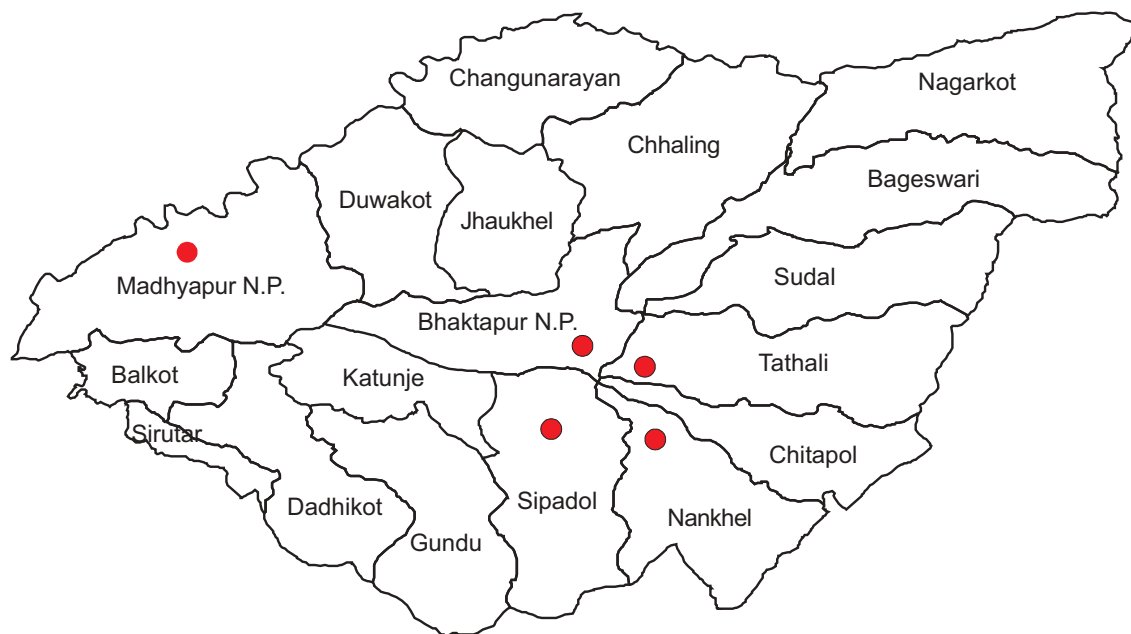 Changunarayan
Nagarkot
Chhaling
Bageswari
Duwakot
Jhaukhel
Sudal
Madhyapur N.P.
Bhaktapur N.P.
Tathali
Balkot
Katunje
Sirutar
Chitapol
Dadhikot
Sipadol
Nankhel
Gundu